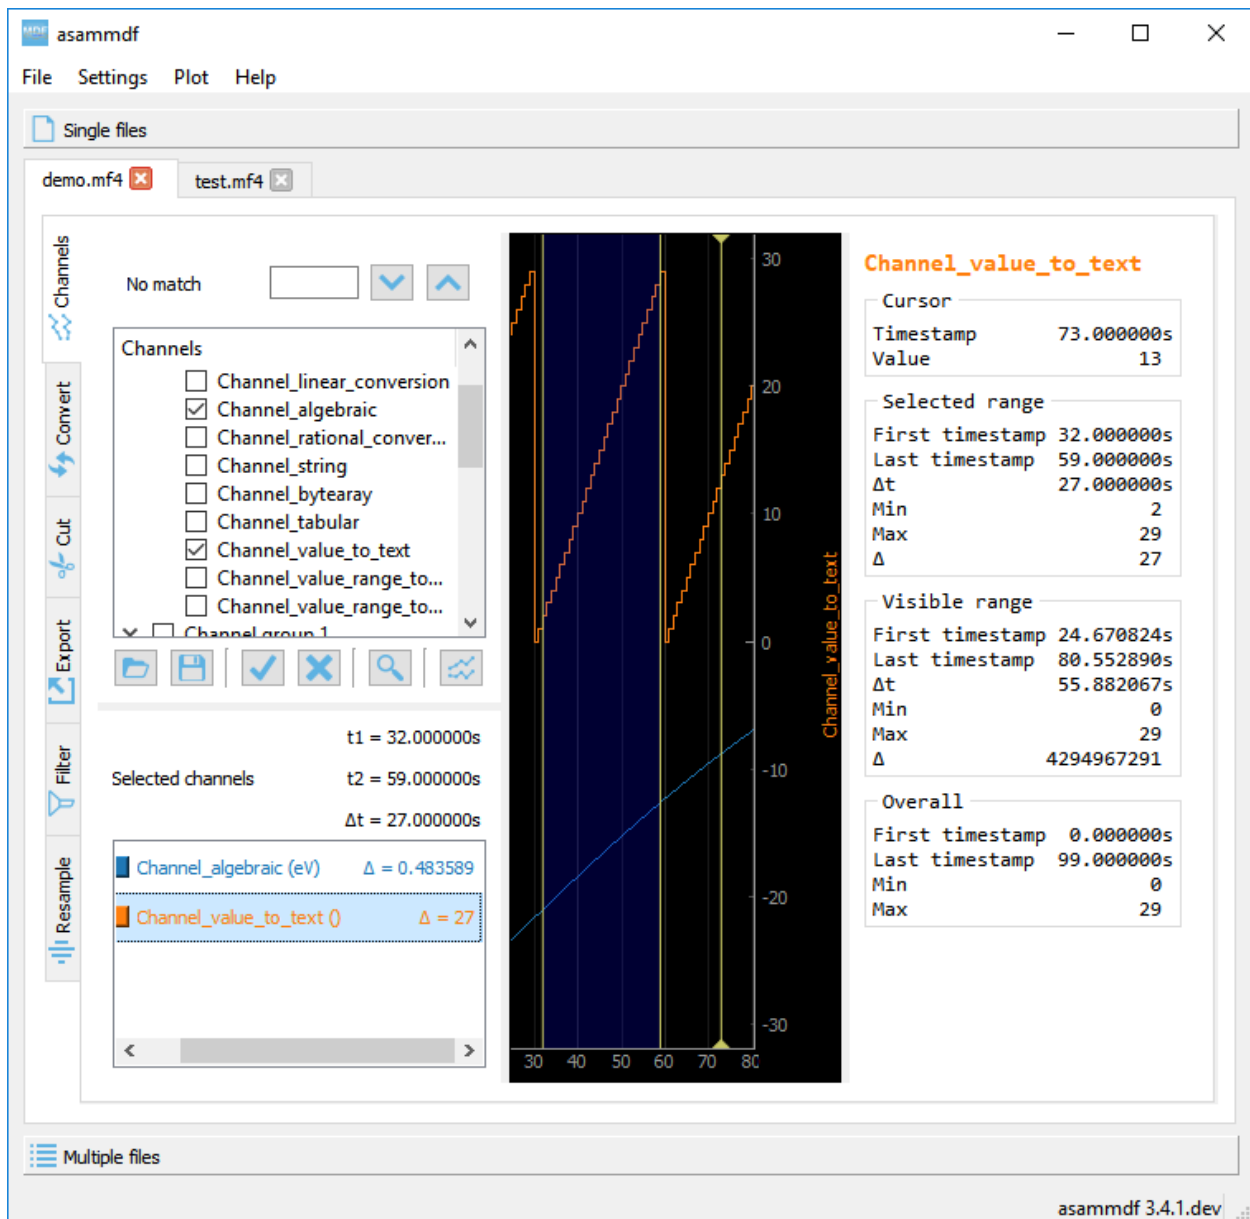 MDF asammdf
File Settings Plot Help
Single files
demo.mf4 test.mf4
Channels
Convert
Cut
Export
Filter
Resample
No match
Channels
Channel_linear_conversion
Channel_algebraic
Channel_rational_conver...
Channel_string
Channel_bytearay
Channel_tabular
Channel_value_to_text
Channel_value_range_to...
Channel_value_range_to...
Channel group 1
t1 = 32.000000s
Selected channels t2 = 59.000000s
Δt = 27.000000s
Channel_algebraic (eV) Δ = 0.483589
Channel_value_to_text () Δ = 27
30
20
10
0
-10
-20
-30
30 40 50 60 70 80
Channel_value_to_text
Channel_value_to_text
Cursor
Timestamp 73.000000s
Value 13
Selected range
First timestamp 32.000000s
Last timestamp 59.000000s
Δt 27.000000s
Min 2
Max 29
Δ 27
Visible range
First timestamp 24.670824s
Last timestamp 80.552890s
Δt 55.882067s
Min 0
Max 29
Δ 4294967291
Overall
First timestamp 0.000000s
Last timestamp 99.000000s
Min 0
Max 29
Multiple files
asammdf 3.4.1.dev